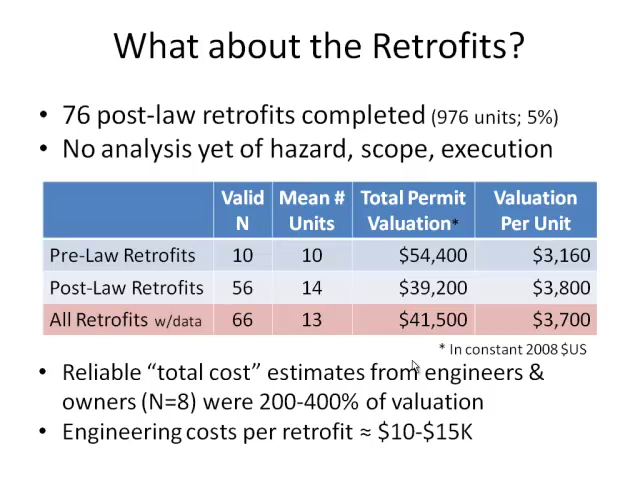 What about the Retrofits?
• 76 post-law retrofits completed (976 units; 5%)
• No analysis yet of hazard, scope, execution
Valid N Mean # Units Total Permit Valuation* Valuation Per Unit
Pre-Law Retrofits 10 10 $54,400 $3,160
Post-Law Retrofits 56 14 $39,200 $3,800
All Retrofits w/data 66 13 $41,500 $3,700
* In constant 2008 $US
• Reliable “total cost” estimates from engineers &
owners (N=8) were 200-400% of valuation
• Engineering costs per retrofit ≈ $10-$15K